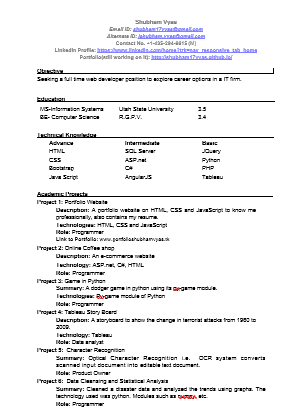 Shubham Vyas
Email ID: shubham17vyas@gmail.com
Alternate ID: ishubham.vyas@gmail.com
Contact No. +1-435-294-8815 (M)
LinkedIn Profile: https://www.linkedin.com/home?trk=nav_responsive_tab_home
Portfolio(still working on it): http://shubham17vyas.github.io/
Objective
Seeking a full time web developer position to explore career options in a IT firm.
Education
MS-Information Systems Utah State University 3.5
BE- Computer Science R.G.P.V. 3.4
Technical Knowledge
Advance Intermediate Basic
HTML SQL Server JQuery
CSS ASP.net Python
Bootstrap C# PHP
Java Script AngularJS Tableau
Academic Projects
Project 1: Portfolio Website
Description: A portfolio website on HTML, CSS and JavaScript to know me
professionally, also contains my resume.
Technologies: HTML, CSS and JavaScript
Role: Programmer
Link to Portfolio: www.portfolioshubhamvyas.tk
Project 2: Online Coffee shop
Description: An e-commerce website
Technology: ASP.net, C#, HTML
Role: Programmer
Project 3: Game in Python
Summary: A dodger game in python using its game module.
Technologies: game module of Python
Role: Programmer
Project 4: Tableau Story Board
Description: A storyboard to show the change in terrorist attacks from 1980 to
2009.
Technology: Tableau
Role: Data analyst
Project 5: Character Recognition
Summary: Optical Character Recognition i.e. OCR system converts
scanned input document into editable text document.
Role: Product Owner
Project 6: Data Cleansing and Statistical Analysis
Summary: Cleaned a disaster data and analysed the trends using graphs. The
technology used was python. Modules such as etc.
Role: Programmer